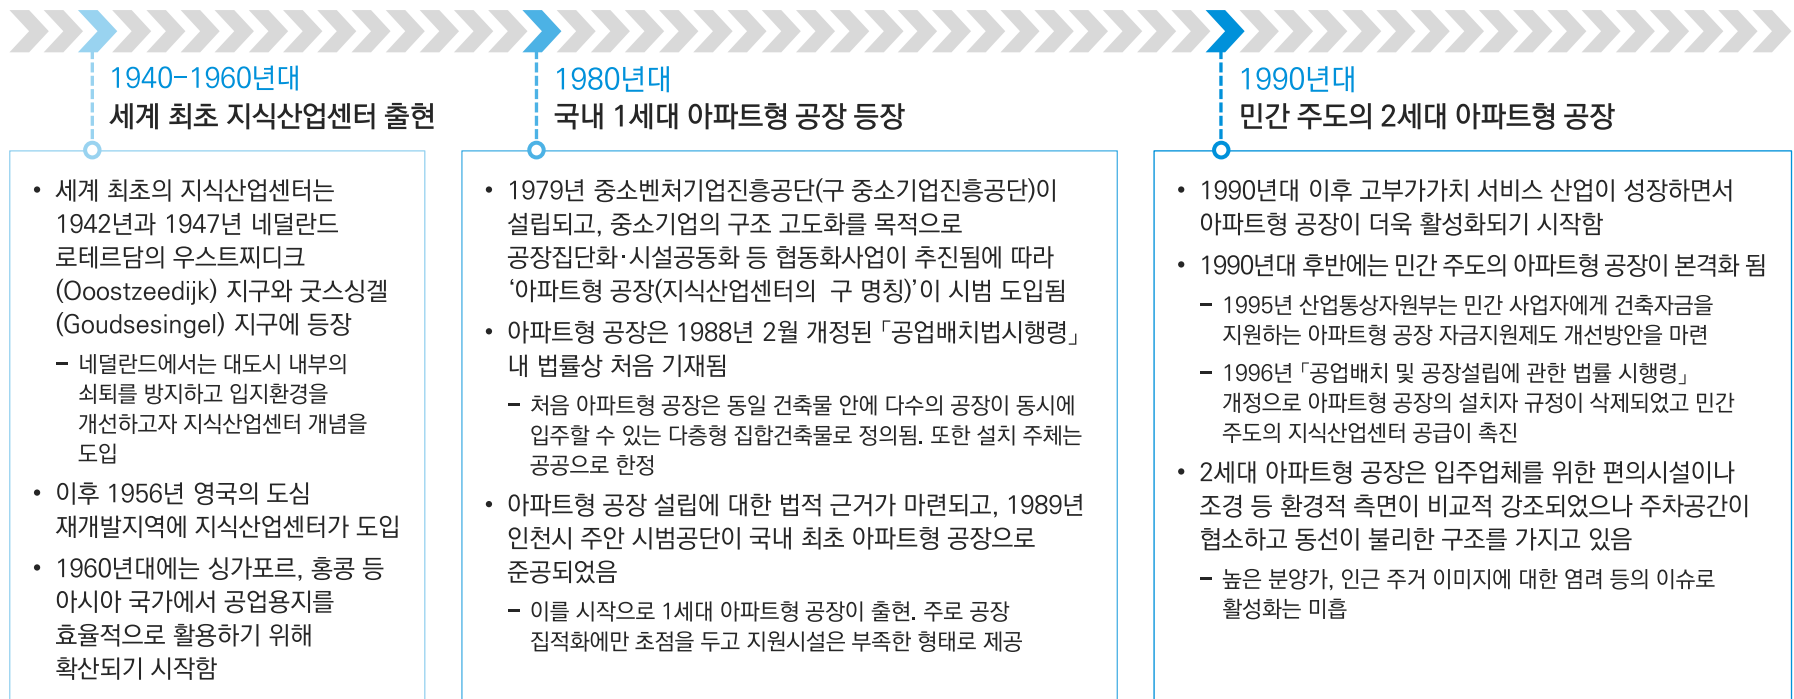 1940-1960년대
세계 최초 지식산업센터 출현
• 세계 최초의 지식산업센터는
1942년과 1947년 네덜란드
로테르담의 우스트찌디크
(Ooostzeedijk) 지구와 굿스싱겔
(Goudsesingel) 지구에 등장
– 네덜란드에서는 대도시 내부의
쇠퇴를 방지하고 입지환경을
개선하고자 지식산업센터 개념을
도입
• 이후 1956년 영국의 도심
재개발지역에 지식산업센터가 도입
• 1960년대에는 싱가포르, 홍콩 등
아시아 국가에서 공업용지를
효율적으로 활용하기 위해
확산되기 시작함
1980년대
국내 1세대 아파트형 공장 등장
• 1979년 중소벤처기업진흥공단(구 중소기업진흥공단)이
설립되고, 중소기업의 구조 고도화를 목적으로
공장집단화·시설공동화 등 협동화사업이 추진됨에 따라
‘아파트형 공장(지식산업센터의 구 명칭)’이 시범 도입됨
• 아파트형 공장은 1988년 2월 개정된 「공업배치법시행령」
내 법률상 처음 기재됨
– 처음 아파트형 공장은 동일 건축물 안에 다수의 공장이 동시에
입주할 수 있는 다층형 집합건축물로 정의됨. 또한 설치 주체는
공공으로 한정
• 아파트형 공장 설립에 대한 법적 근거가 마련되고, 1989년
인천시 주안 시범공단이 국내 최초 아파트형 공장으로
준공되었음
– 이를 시작으로 1세대 아파트형 공장이 출현. 주로 공장
집적화에만 초점을 두고 지원시설은 부족한 형태로 제공
1990년대
민간 주도의 2세대 아파트형 공장
• 1990년대 이후 고부가가치 서비스 산업이 성장하면서
아파트형 공장이 더욱 활성화되기 시작함
• 1990년대 후반에는 민간 주도의 아파트형 공장이 본격화 됨
– 1995년 산업통상자원부는 민간 사업자에게 건축자금을
지원하는 아파트형 공장 자금지원제도 개선방안을 마련
– 1996년 「공업배치 및 공장설립에 관한 법률 시행령」
개정으로 아파트형 공장의 설치자 규정이 삭제되었고 민간
주도의 지식산업센터 공급이 촉진
• 2세대 아파트형 공장은 입주업체를 위한 편의시설이나
조경 등 환경적 측면이 비교적 강조되었으나 주차공간이
협소하고 동선이 불리한 구조를 가지고 있음
– 높은 분양가, 인근 주거 이미지에 대한 염려 등의 이슈로
활성화는 미흡